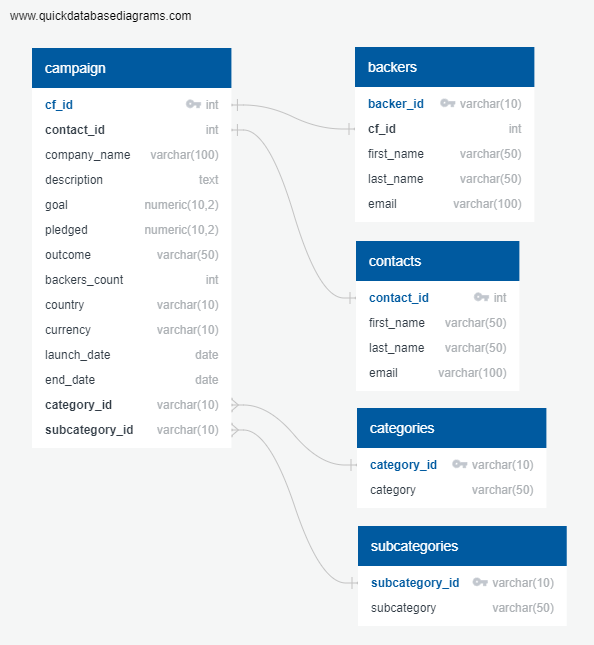 www.quickdatabasediagrams.com
campaign
cf_id int
contact_id int
company_name varchar(100)
description text
goal numeric(10,2)
pledged numeric(10,2)
outcome varchar(50)
backers_count int
country varchar(10)
currency varchar(10)
launch_date date
end_date date
category_id varchar(10)
subcategory_id varchar(10)
backers
backer_id varchar(10)
cf_id int
first_name varchar(50)
last_name varchar(50)
email varchar(100)
contacts
contact_id int
first_name varchar(50)
last_name varchar(50)
email varchar(100)
categories
category_id varchar(10)
category varchar(50)
subcategories
subcategory_id varchar(10)
subcategory varchar(50)